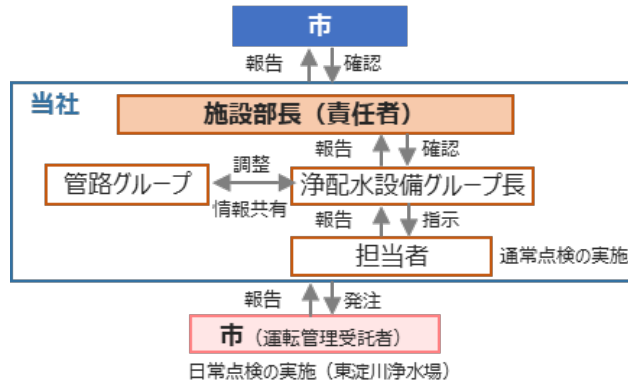 市
報告
確認
当社
施設部長（責任者）
報告
確認
管路グループ
調整
情報共有
浄配水設備グループ長
報告
指示
担当者
通常点検の実施
報告
発注
市（運転管理受託者）
日常点検の実施（東淀川浄水場）